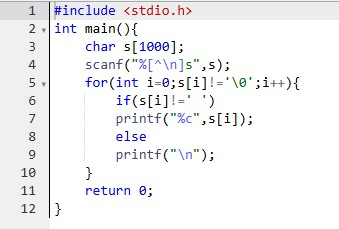 1 #include <stdio.h>
2 int main(){
3     char s[1000];
4     scanf("%[^\n]s",s);
5     for(int i=0;s[i]!='\0';i++){
6         if(s[i]!=' ')
7         printf("%c",s[i]);
8         else
9         printf("\n");
10     }
11     return 0;
12 }